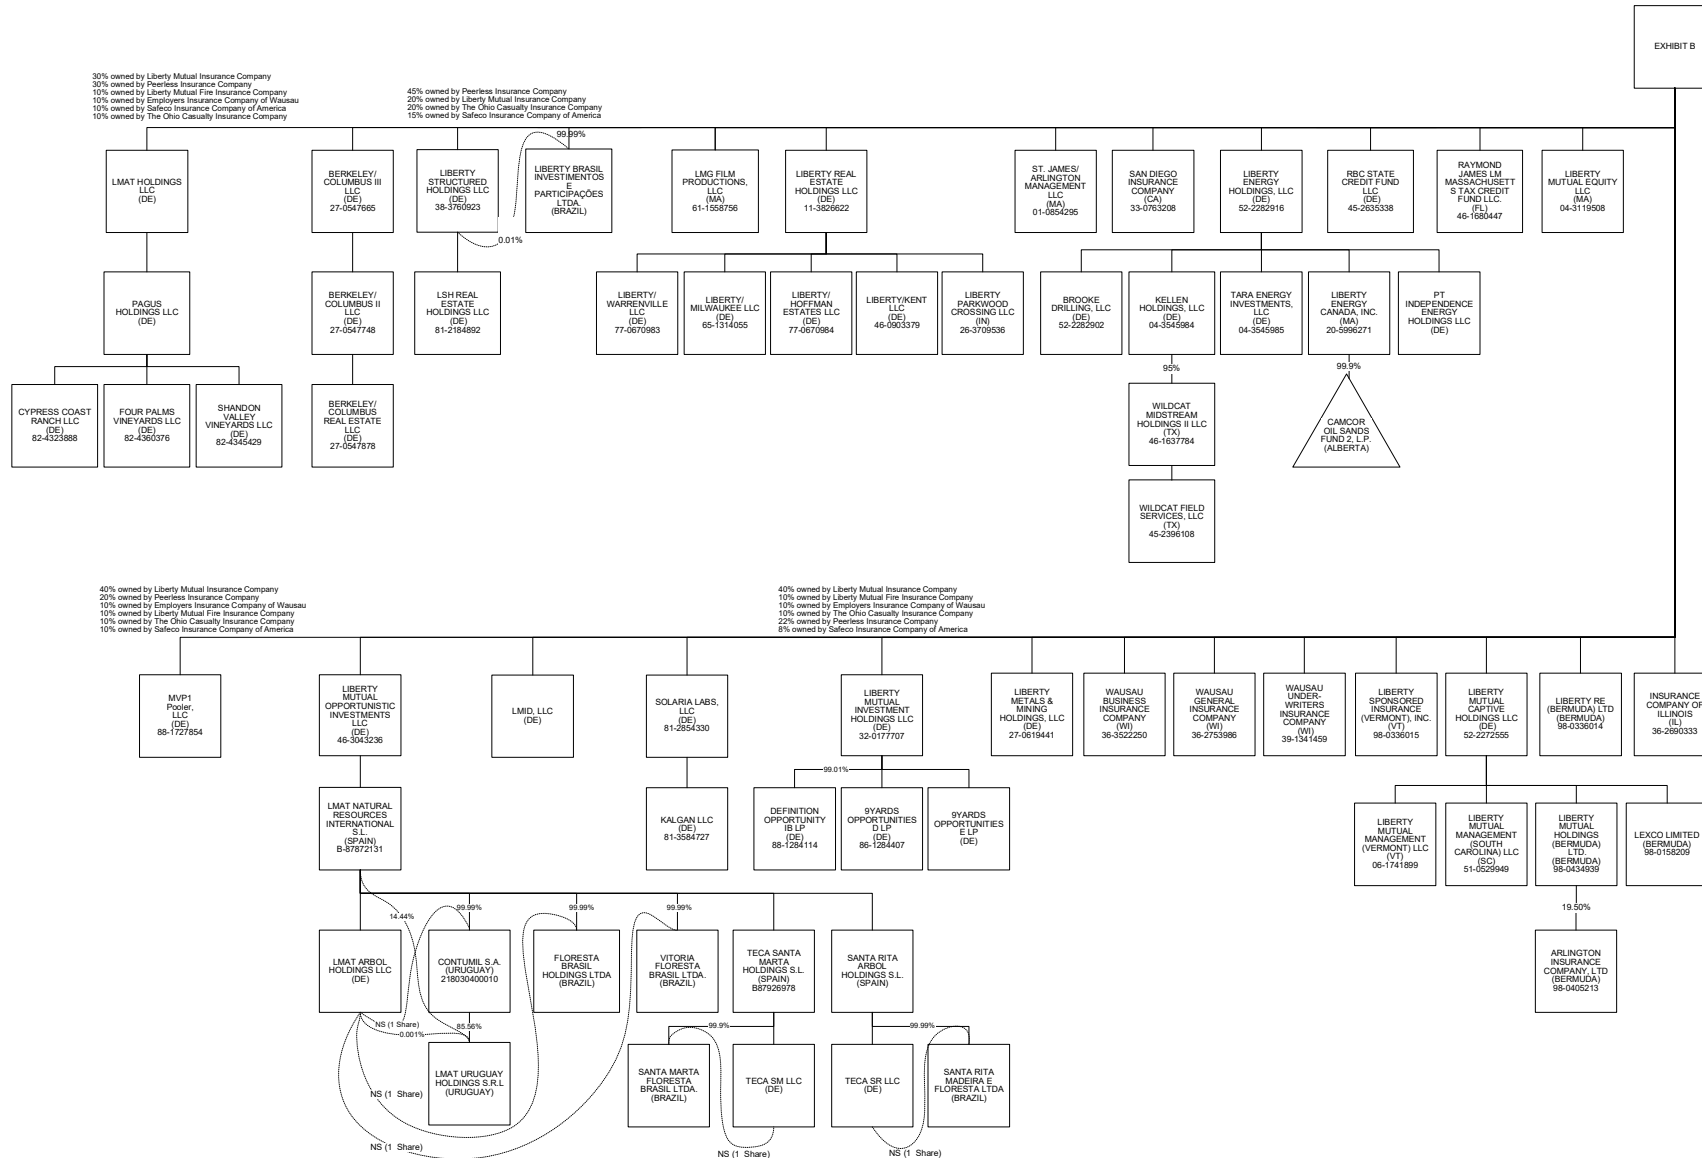 EXHIBIT B
30% owned by Liberty Mutual Insurance Company
30% owned by Peerless Insurance Company
10% owned by Liberty Mutual Fire Insurance Company
10% owned by Employers Insurance Company of Wausau
10% owned by Safeco Insurance Company of America
10% owned by The Ohio Casualty Insurance Company
45% owned by Peerless Insurance Company
20% owned by Liberty Mutual Insurance Company
20% owned by The Ohio Casualty Insurance Company
15% owned by Safeco Insurance Company of America
99.99%
LMAT HOLDINGS
LLC
(DE)
BERKELEY/
COLUMBUS III
LLC
(DE)
27-0547665
LIBERTY
STRUCTURED
HOLDINGS LLC
(DE)
38-3760923
LIBERTY BRASIL
INVESTIMENTOS
E
PARTICIPAÇÕES
LTDA.
(BRAZIL)
LMG FILM
PRODUCTIONS,
LLC
(MA)
61-1558756
LIBERTY REAL
ESTATE
HOLDINGS LLC
(DE)
11-3826622
ST. JAMES/
ARLINGTON
MANAGEMENT
LLC
(MA)
01-0854295
SAN DIEGO
INSURANCE
COMPANY
(CA)
33-0763208
LIBERTY
ENERGY
HOLDINGS, LLC
(DE)
52-2282916
RBC STATE
CREDIT FUND
LLC
(DE)
45-2635338
RAYMOND
JAMES LM
MASSACHUSETT
S TAX CREDIT
FUND LLC.
(FL)
46-1680447
LIBERTY
MUTUAL EQUITY
LLC
(MA)
04-3119508
0.01%
PAGUS
HOLDINGS LLC
(DE)
BERKELEY/
COLUMBUS II
LLC
(DE)
27-0547748
LSH REAL
ESTATE
HOLDINGS LLC
(DE)
81-2184892
LIBERTY/
WARRENVILLE
LLC
(DE)
77-0670983
LIBERTY/
MILWAUKEE LLC
(DE)
65-1314055
LIBERTY/
HOFFMAN
ESTATES LLC
(DE)
77-0670984
LIBERTY/KENT
LLC
(DE)
46-0903379
LIBERTY
PARKWOOD
CROSSING LLC
(IN)
26-3709536
BROOKE
DRILLING, LLC
(DE)
52-2282902
KELLEN
HOLDINGS, LLC
(DE)
04-3545984
TARA ENERGY
INVESTMENTS,
LLC
(DE)
04-3545985
LIBERTY
ENERGY
CANADA, INC.
(MA)
20-5996271
PT
INDEPENDENCE
ENERGY
HOLDINGS LLC
(DE)
95%
99.9%
CYPRESS COAST
RANCH LLC
(DE)
82-4323888
FOUR PALMS
VINEYARDS LLC
(DE)
82-4360376
SHANDON
VALLEY
VINEYARDS LLC
(DE)
82-4345429
BERKELEY/
COLUMBUS
REAL ESTATE
LLC
(DE)
27-0547878
WILDCAT
MIDSTREAM
HOLDINGS II LLC
(TX)
46-1637784
CAMCOR
OIL SANDS
FUND 2, L.P.
(ALBERTA)
WILDCAT FIELD
SERVICES, LLC
(TX)
45-2396108
40% owned by Liberty Mutual Insurance Company
20% owned by Peerless Insurance Company
10% owned by Employers Insurance Company of Wausau
10% owned by Liberty Mutual Fire Insurance Company
10% owned by The Ohio Casualty Insurance Company
10% owned by Safeco Insurance Company of America
40% owned by Liberty Mutual Insurance Company
10% owned by Liberty Mutual Fire Insurance Company
10% owned by Employers Insurance Company of Wausau
10% owned by The Ohio Casualty Insurance Company
22% owned by Peerless Insurance Company
8% owned by Safeco Insurance Company of America
MVP1
Pooler,
LLC
(DE)
88-1727854
LIBERTY
MUTUAL
OPPORTUNISTIC
INVESTMENTS
LLC
(DE)
46-3043236
LMID, LLC
(DE)
SOLARIA LABS,
LLC
(DE)
81-2854330
LIBERTY
MUTUAL
INVESTMENT
HOLDINGS LLC
(DE)
32-0177707
LIBERTY
METALS &
MINING
HOLDINGS, LLC
(DE)
27-0619441
WAUSAU
BUSINESS
INSURANCE
COMPANY
(WI)
36-3522250
WAUSAU
GENERAL
INSURANCE
COMPANY
(WI)
36-2753986
WAUSAU
UNDER-
WRITERS
INSURANCE
COMPANY
(WI)
39-1341459
LIBERTY
SPONSORED
INSURANCE
(VERMONT), INC.
(VT)
98-0336015
LIBERTY
MUTUAL
CAPTIVE
HOLDINGS LLC
(DE)
52-2272555
LIBERTY RE
(BERMUDA) LTD
(BERMUDA)
98-0336014
INSURANCE
COMPANY OF
ILLINOIS
(IL)
36-2690333
99.01%
LMAT NATURAL
RESOURCES
INTERNATIONAL
S.L.
(SPAIN)
B-87872131
KALGAN LLC
(DE)
81-3584727
DEFINITION
OPPORTUNITY
IB LP
(DE)
88-1284114
9YARDS
OPPORTUNITIES
D LP
(DE)
86-1284407
9YARDS
OPPORTUNITIES
E LP
(DE)
LIBERTY
MUTUAL
MANAGEMENT
(VERMONT) LLC
(VT)
06-1741899
LIBERTY
MUTUAL
MANAGEMENT
(SOUTH
CAROLINA) LLC
(SC)
51-0529949
LIBERTY
MUTUAL
HOLDINGS
(BERMUDA)
LTD.
(BERMUDA)
98-0434939
LEXCO LIMITED
(BERMUDA)
98-0158209
14.44%
99.99%
99.99%
99.99%
19.50%
LMAT ARBOL
HOLDINGS LLC
(DE)
CONTUMIL S.A.
(URUGUAY)
218030400010
FLORESTA
BRASIL
HOLDINGS LTDA
(BRAZIL)
VITORIA
FLORESTA
BRASIL LTDA.
(BRAZIL)
TECA SANTA
MARTA
HOLDINGS S.L.
(SPAIN)
B87926978
SANTA RITA
ARBOL
HOLDINGS S.L.
(SPAIN)
ARLINGTON
INSURANCE
COMPANY, LTD
(BERMUDA)
98-0405213
NS (1 Share)
0.001%
85.56%
99.9%
99.99%
LMAT URUGUAY
HOLDINGS S.R.L
(URUGUAY)
SANTA MARTA
FLORESTA
BRASIL LTDA.
(BRAZIL)
TECA SM LLC
(DE)
TECA SR LLC
(DE)
SANTA RITA
MADEIRA E
FLORESTA LTDA
(BRAZIL)
NS (1 Share)
NS (1 Share)
NS (1 Share)
NS (1 Share)